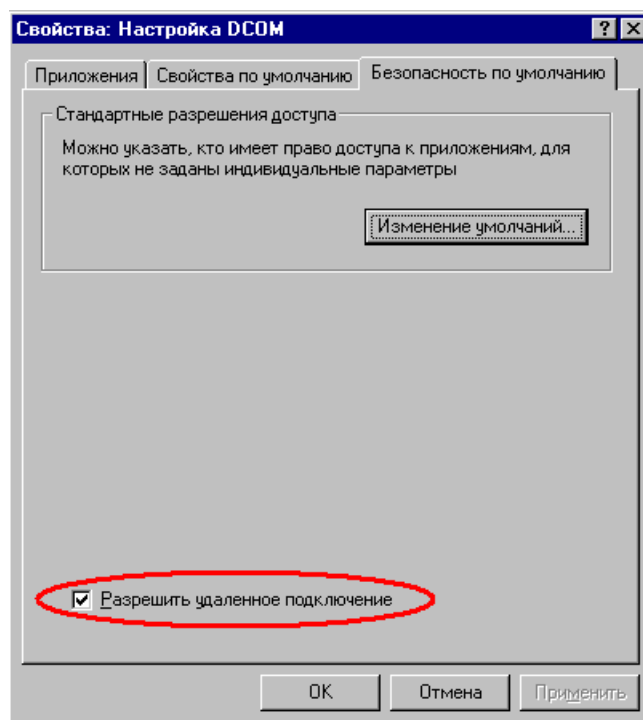 Свойства: Настройка DCOM
Приложения Свойства по умолчанию Безопасность по умолчанию
Стандартные разрешения доступа
Можно указать, кто имеет право доступа к приложениям, для
которых не заданы индивидуальные параметры
Изменение умолчаний...
Разрешить удаленное подключение
OK Отмена Применить